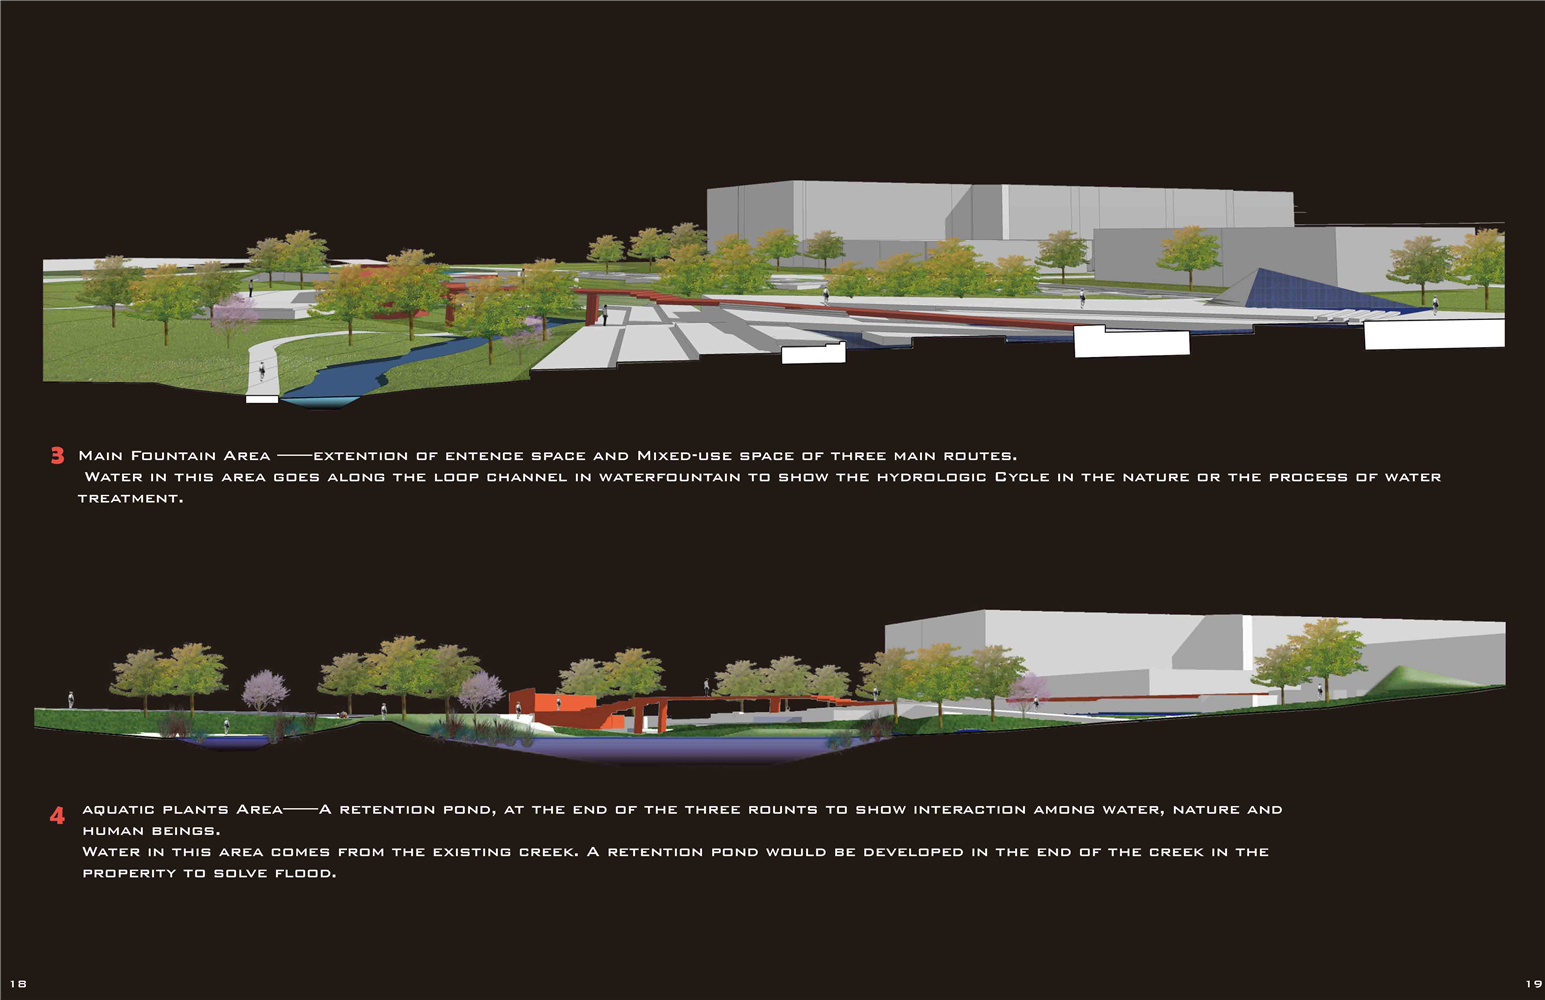 3 Main Fountain Area ——extention of entence space and Mixed-use space of three main routes.
Water in this area goes along the loop channel in waterfountain to show the hydrologic Cycle in the nature or the process of water
treatment.
4 aquatic plants Area——A retention pond, at the end of the three rounts to show interaction among water, nature and
human beings.
Water in this area comes from the existing creek. A retention pond would be developed in the end of the creek in the
properity to solve flood.
18
19